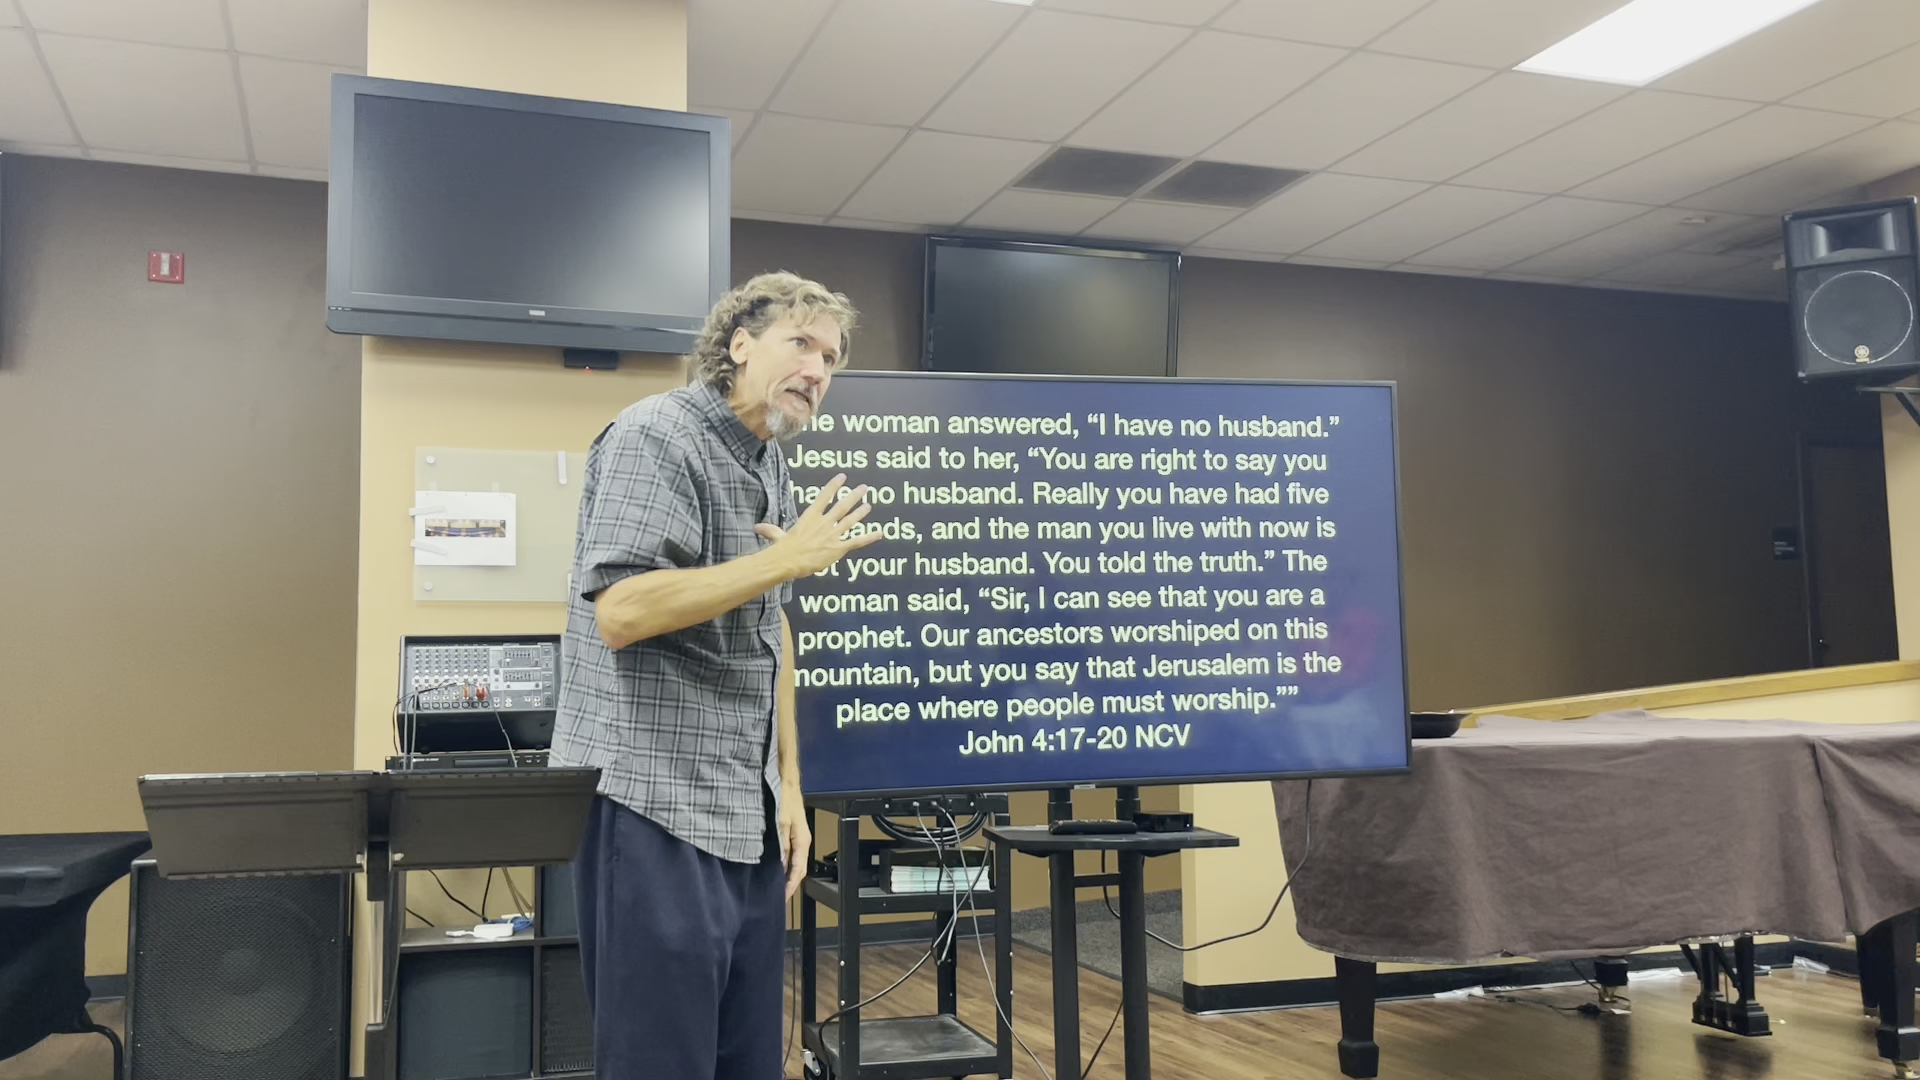 he woman answered, “I have no husband.”
Jesus said to her, “You are right to say you
have no husband. Really you have had five
ands, and the man you live with now is
your husband. You told the truth.” The
woman said, “Sir, I can see that you are a
prophet. Our ancestors worshiped on this
mountain, but you say that Jerusalem is the
place where people must worship.””
John 4:17-20 NCV